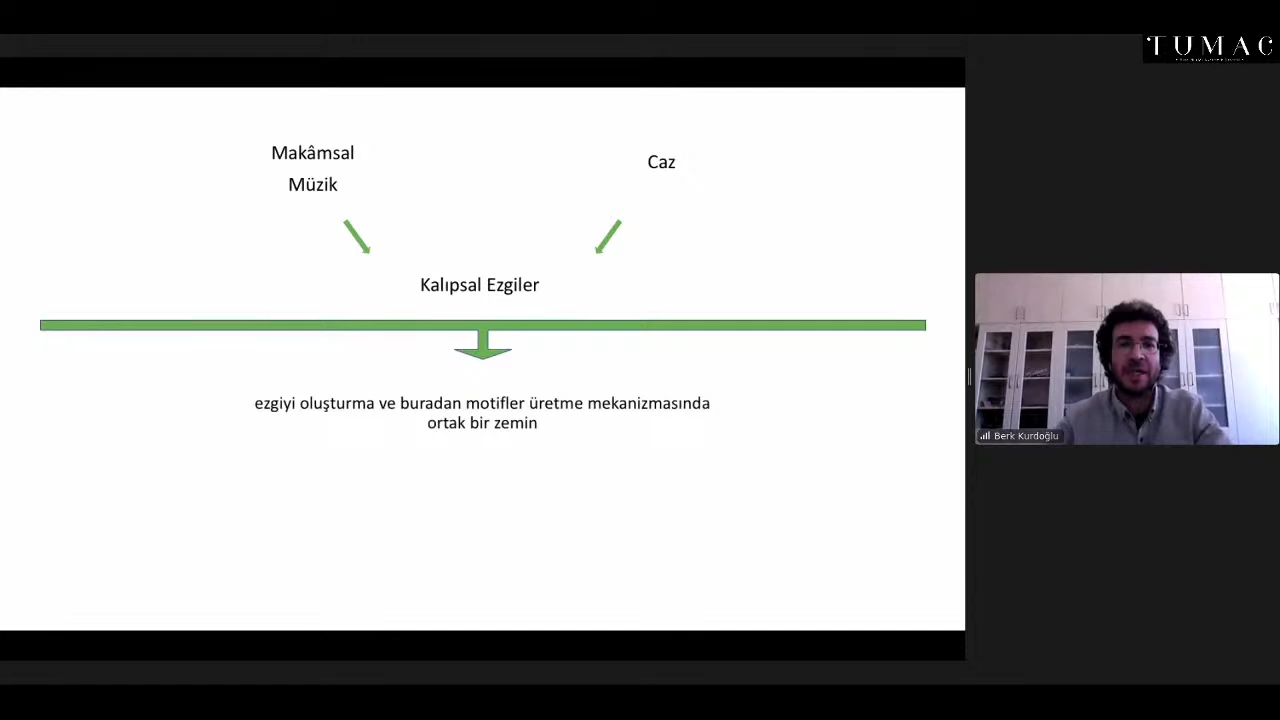 TUMAC
Makâmsal
Müzik
Caz
Kalıpsal Ezgiler
ezgiyi oluşturma ve buradan motifler üretme mekanizmasında
ortak bir zemin
Berk Kurdoğlu